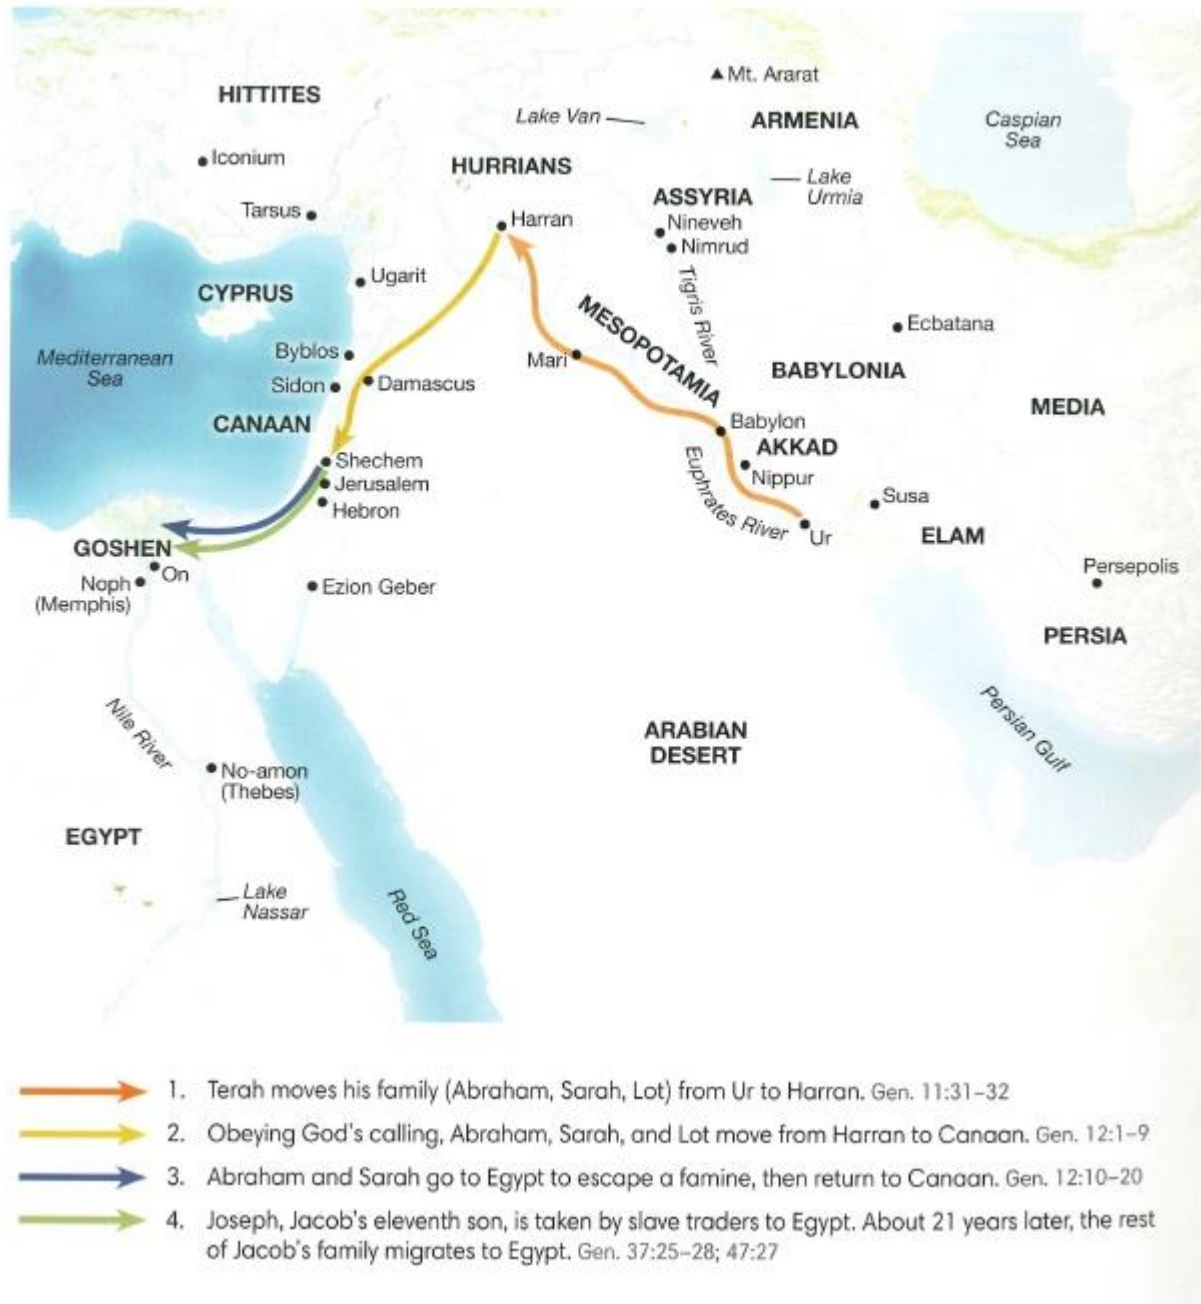 Mt. Ararat
HITTITES
Lake Van
ARMENIA
Caspian
Sea
Iconium
HURRIANS
Lake
Urmia
ASSYRIA
Tarsus
Harran
Nineveh
Nimrud
Ugarit
CYPRUS
Tigris River
MESOPOTAMIA
Ecbatana
Byblos
Mediterranean
Sea
Mari
BABYLONIA
Sidon
Damascus
MEDIA
CANAAN
Babylon
AKKAD
Shechem
Nippur
Jerusalem
Euphrates River
Susa
Hebron
Ur
ELAM
GOSHEN
On
Noph
(Memphis)
Ezion Geber
Persepolis
PERSIA
Nile River
Persian Gulf
ARABIAN
DESERT
No-amon
(Thebes)
EGYPT
Lake
Nassar
Red Sea
1. Terah moves his family (Abraham, Sarah, Lot) from Ur to Harran. Gen. 11:31–32
2. Obeying God's calling, Abraham, Sarah, and Lot move from Harran to Canaan. Gen. 12:1–9
3. Abraham and Sarah go to Egypt to escape a famine, then return to Canaan. Gen. 12:10–20
4. Joseph, Jacob's eleventh son, is taken by slave traders to Egypt. About 21 years later, the rest
of Jacob's family migrates to Egypt. Gen. 37:25–28; 47:27